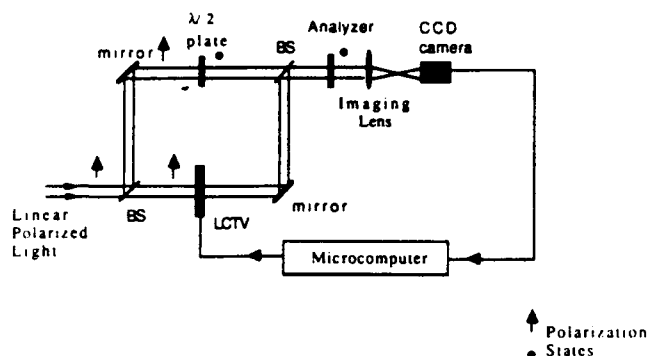 λ/2
plate
mirror
BS
Analyzer
CCD
camera
Imaging
Lens
Linear
Polarized
Light
BS
LCTV
mirror
Microcomputer
Polarization
States